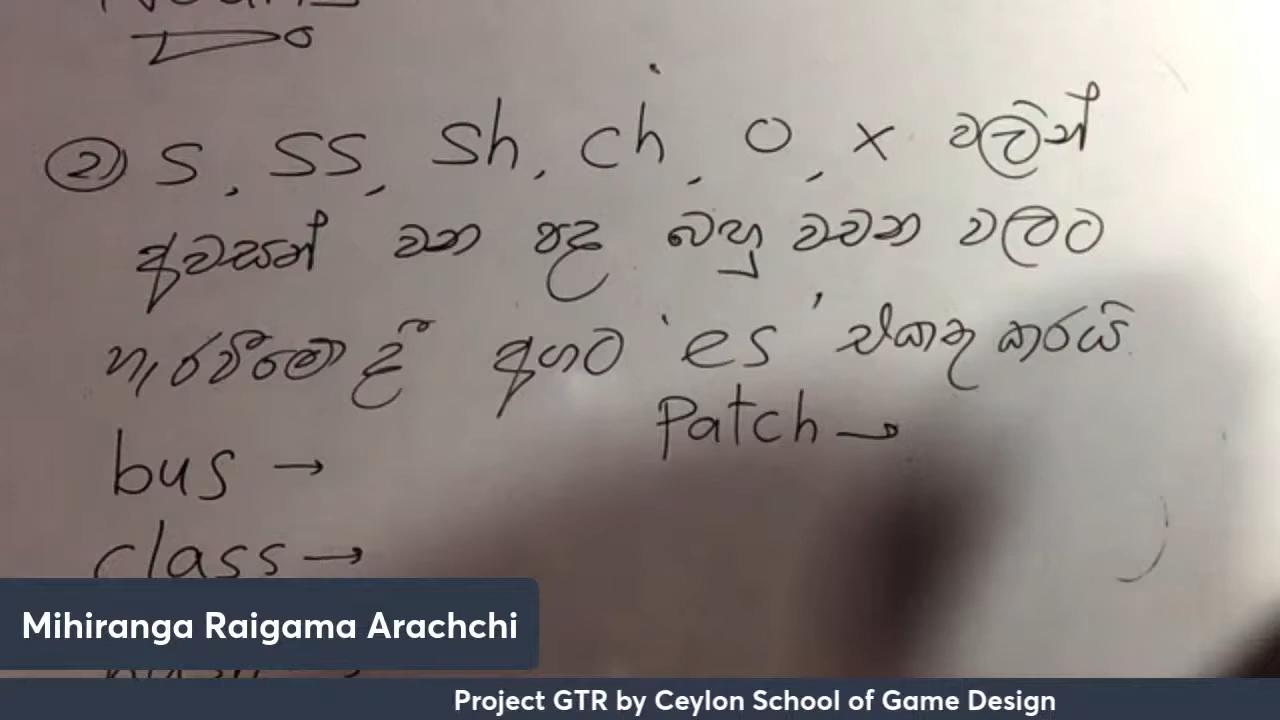 Nouns
2) S, SS, Sh, Ch, O, x වලින්
අවසන් වන පද බහු වචන වලට
හැරවීමේ දී අගට 'es' එකතු කරයි.
Patch →
bus →
class →
Mihiranga Raigama Arachchi
Project GTR by Ceylon School of Game Design